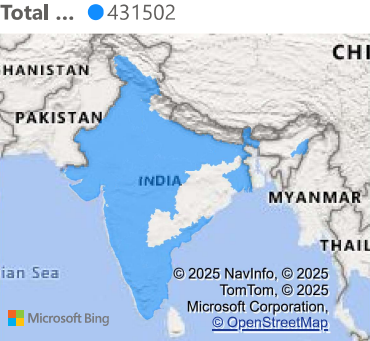 Total ... 431502
CHI
HANISTAN
PAKISTAN
INDIA
MYANMAR
THAIL
ian Sea
© 2025 NavInfo, © 2025
TomTom, © 2025
Microsoft Corporation,
Microsoft Bing
© OpenStreetMap